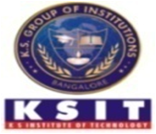 K.S. GROUP OF INSTITUTIONS
BANGALORE
KSIT
K S INSTITUTE OF TECHNOLOGY